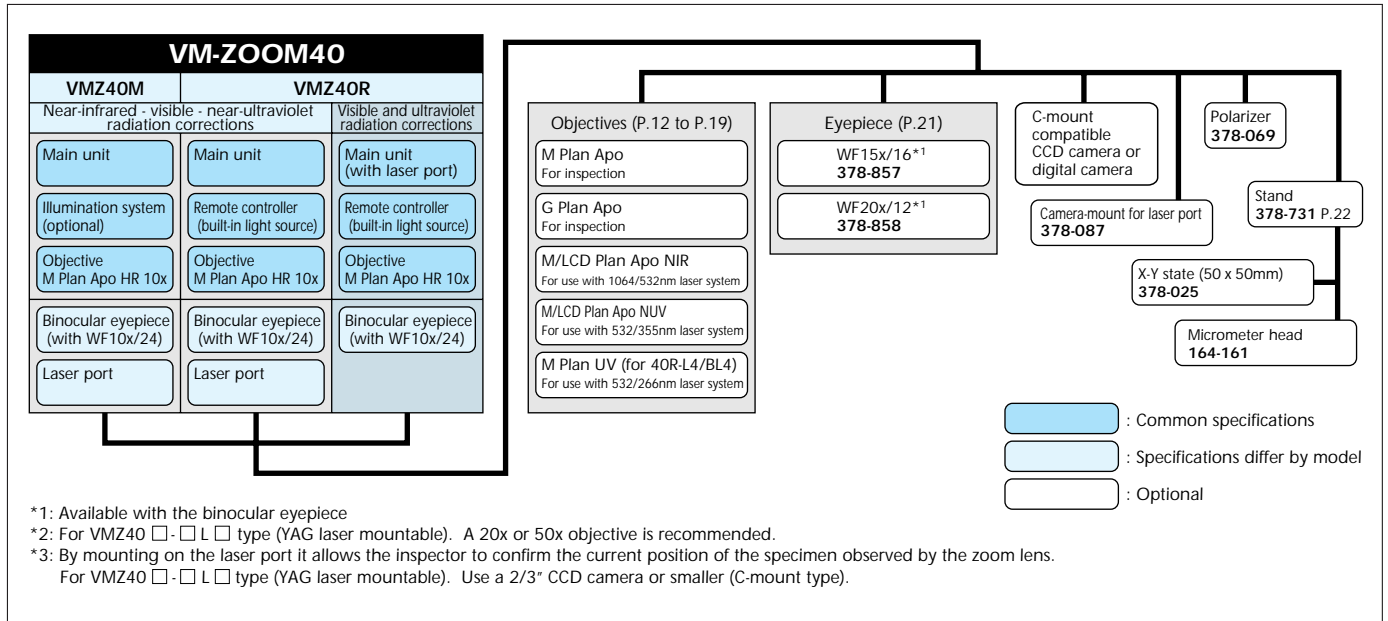 VM-ZOOM40
VMZ40M
VMZ40R
Near-infrared - visible - near-ultraviolet
radiation corrections
Visible and ultraviolet
radiation corrections
Main unit
Illumination system
(optional)
Objective
M Plan Apo HR 10x
Binocular eyepiece
(with WF10x/24)
Laser port
Main unit
Remote controller
(built-in light source)
Objective
M Plan Apo HR 10x
Binocular eyepiece
(with WF10x/24)
Laser port
Main unit
(with laser port)
Remote controller
(built-in light source)
Objective
M Plan Apo HR 10x
Binocular eyepiece
(with WF10x/24)
Objectives (P.12 to P.19)
M Plan Apo
For inspection
G Plan Apo
For inspection
M/LCD Plan Apo NIR
For use with 1064/532nm laser system
M/LCD Plan Apo NUV
For use with 532/355nm laser system
M Plan UV (for 40R-L4/BL4)
For use with 532/266nm laser system
Eyepiece (P.21)
WF15x/16*1
378-857
WF20x/12*1
378-858
C-mount
compatible
CCD camera or
digital camera
Camera-mount for laser port
378-087
Polarizer
378-069
Stand
378-731 P.22
X-Y state (50 x 50mm)
378-025
Micrometer head
164-161
: Common specifications
: Specifications differ by model
: Optional
*1: Available with the binocular eyepiece
*2: For VMZ40 □ - □ L □ type (YAG laser mountable). A 20x or 50x objective is recommended.
*3: By mounting on the laser port it allows the inspector to confirm the current position of the specimen observed by the zoom lens.
For VMZ40 □ - □ L □ type (YAG laser mountable). Use a 2/3″ CCD camera or smaller (C-mount type).